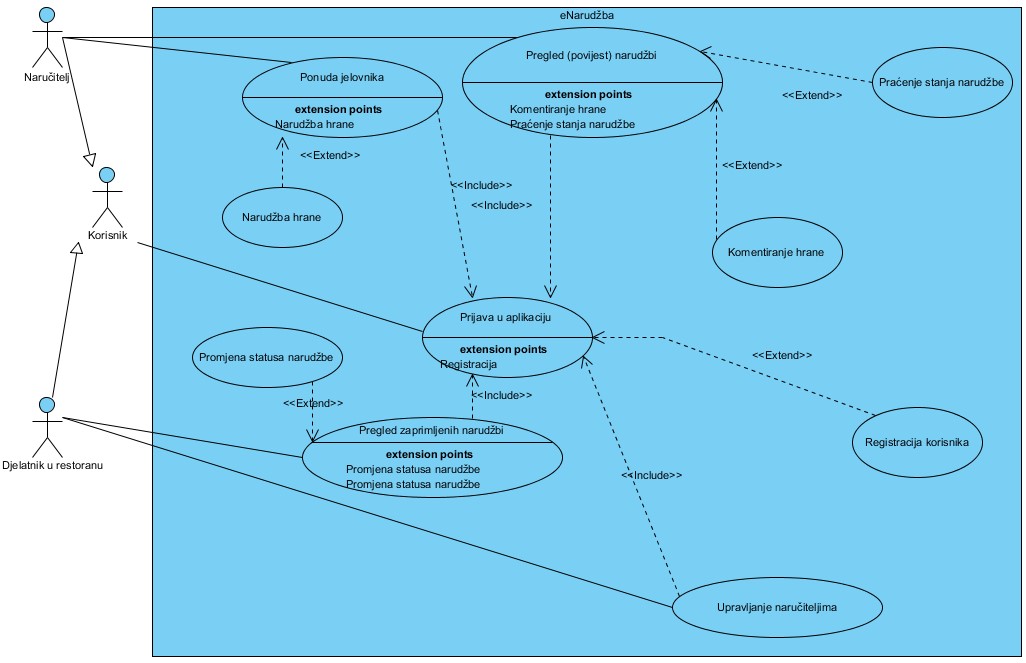 eNarudžba
Naručitelj
Ponuda jelovnika
extension points
Narudžba hrane
Pregled (povijest) narudžbi
extension points
Komentiranje hrane
Praćenje stanja narudžbe
Praćenje stanja narudžbe
<<Extend>>
<<Extend>>
<<Extend>>
<<Include>>
<<Include>>
Narudžba hrane
Korisnik
Komentiranje hrane
Prijava u aplikaciju
extension points
Registracija
Promjena statusa narudžbe
<<Extend>>
<<Extend>>
<<Include>>
Pregled zaprimljenih narudžbi
extension points
Promjena statusa narudžbe
Promjena statusa narudžbe
Registracija korisnika
Djelatnik u restoranu
<<Include>>
Upravljanje naručiteljima